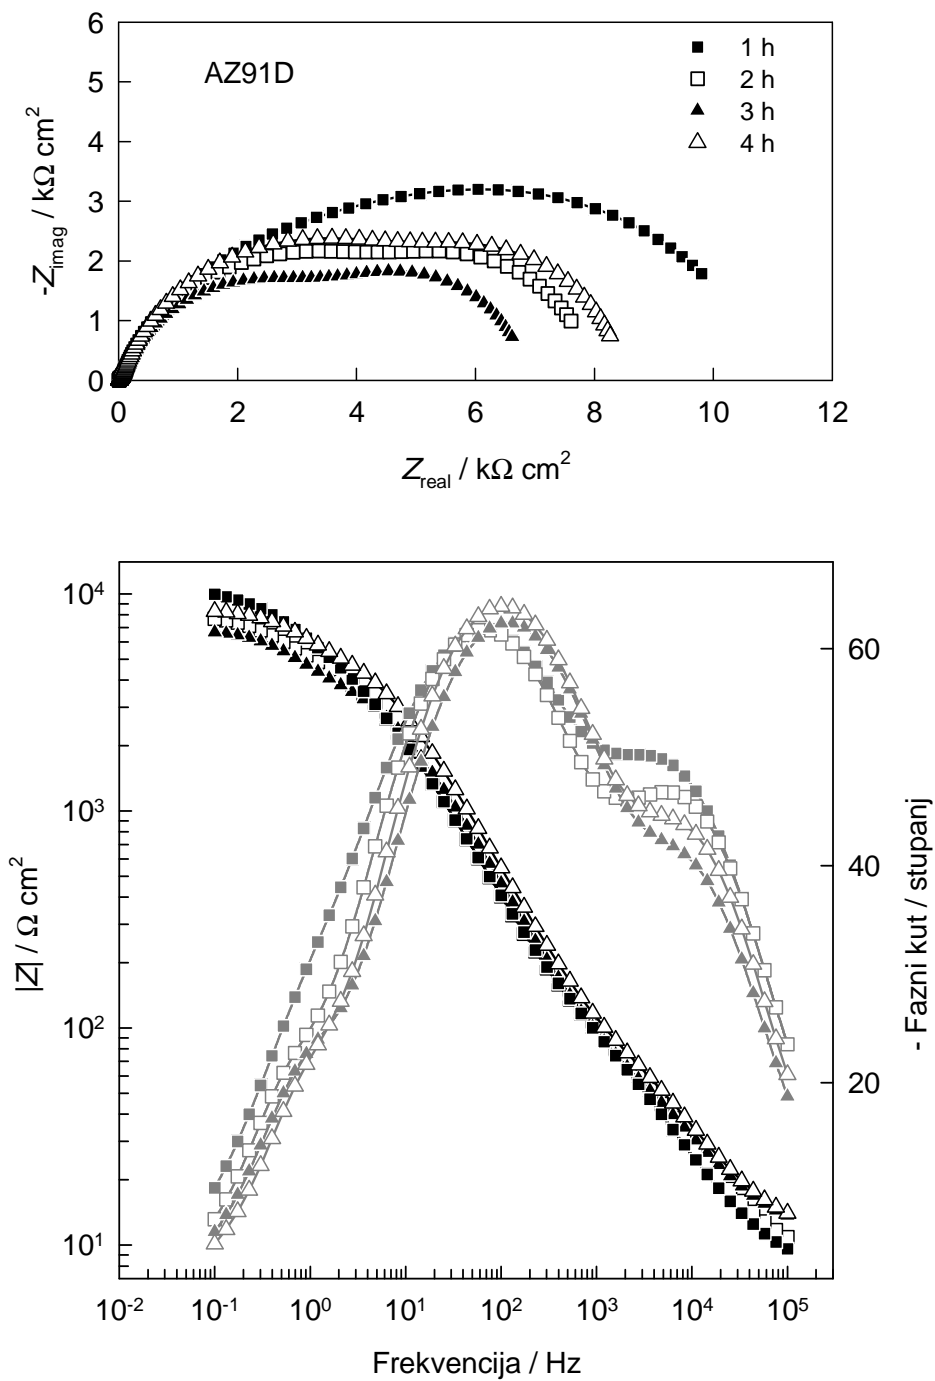 6
5
4
3
2
1
0
-Zimag / kΩ cm²
AZ91D
1 h
2 h
3 h
4 h
0 2 4 6 8 10 12
Zreal / kΩ cm²
10⁴
10³
10²
10¹
|Z| / Ω cm²
60
40
20
- Fazni kut / stupanj
10⁻² 10⁻¹ 10⁰ 10¹ 10² 10³ 10⁴ 10⁵
Frekvencija / Hz